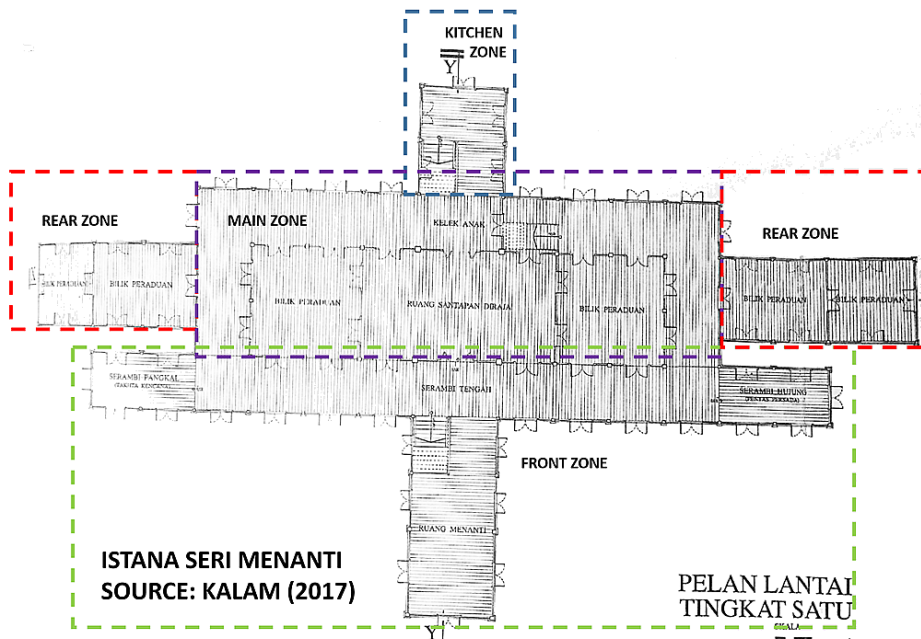 KITCHEN
ZONE
Y
REAR ZONE
MAIN ZONE
KELEK ANAK
REAR ZONE
BILIK PERADUAN
BILIK PERADUAN
BILIK PERADUAN
RUANG SANTAPAN DIRAJA
BILIK PERADUAN
BILIK PERADUAN
BILIK PERADUAN
SERAMBI PANGKAL
SERAMBI TENGAH
SERAMBI HUJUNG
FRONT ZONE
RUANG MENANTI
ISTANA SERI MENANTI
SOURCE: KALAM (2017)
PELAN LANTAI
TINGKAT SATU
SKALA
Y